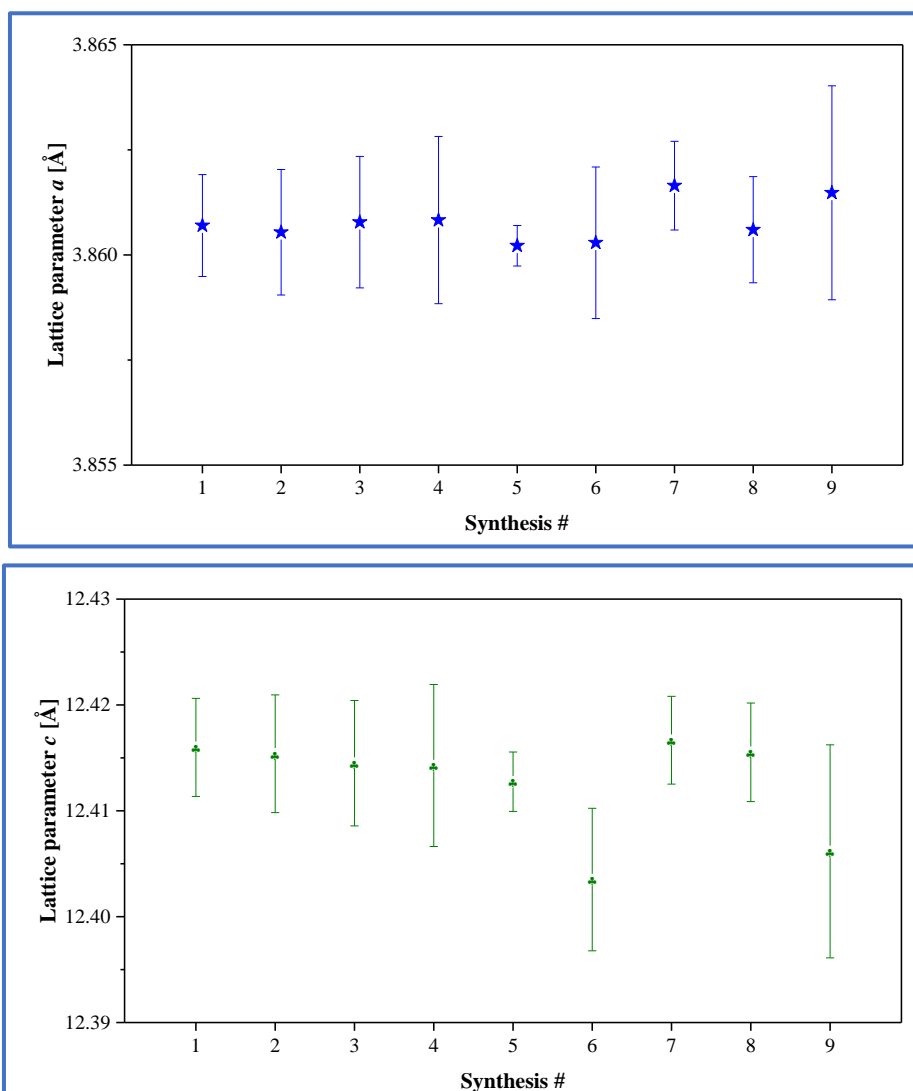 3.865
3.860
3.855
Lattice parameter a [Å]
1 2 3 4 5 6 7 8 9
Synthesis #
12.43
12.42
12.41
12.40
12.39
Lattice parameter c [Å]
1 2 3 4 5 6 7 8 9
Synthesis #